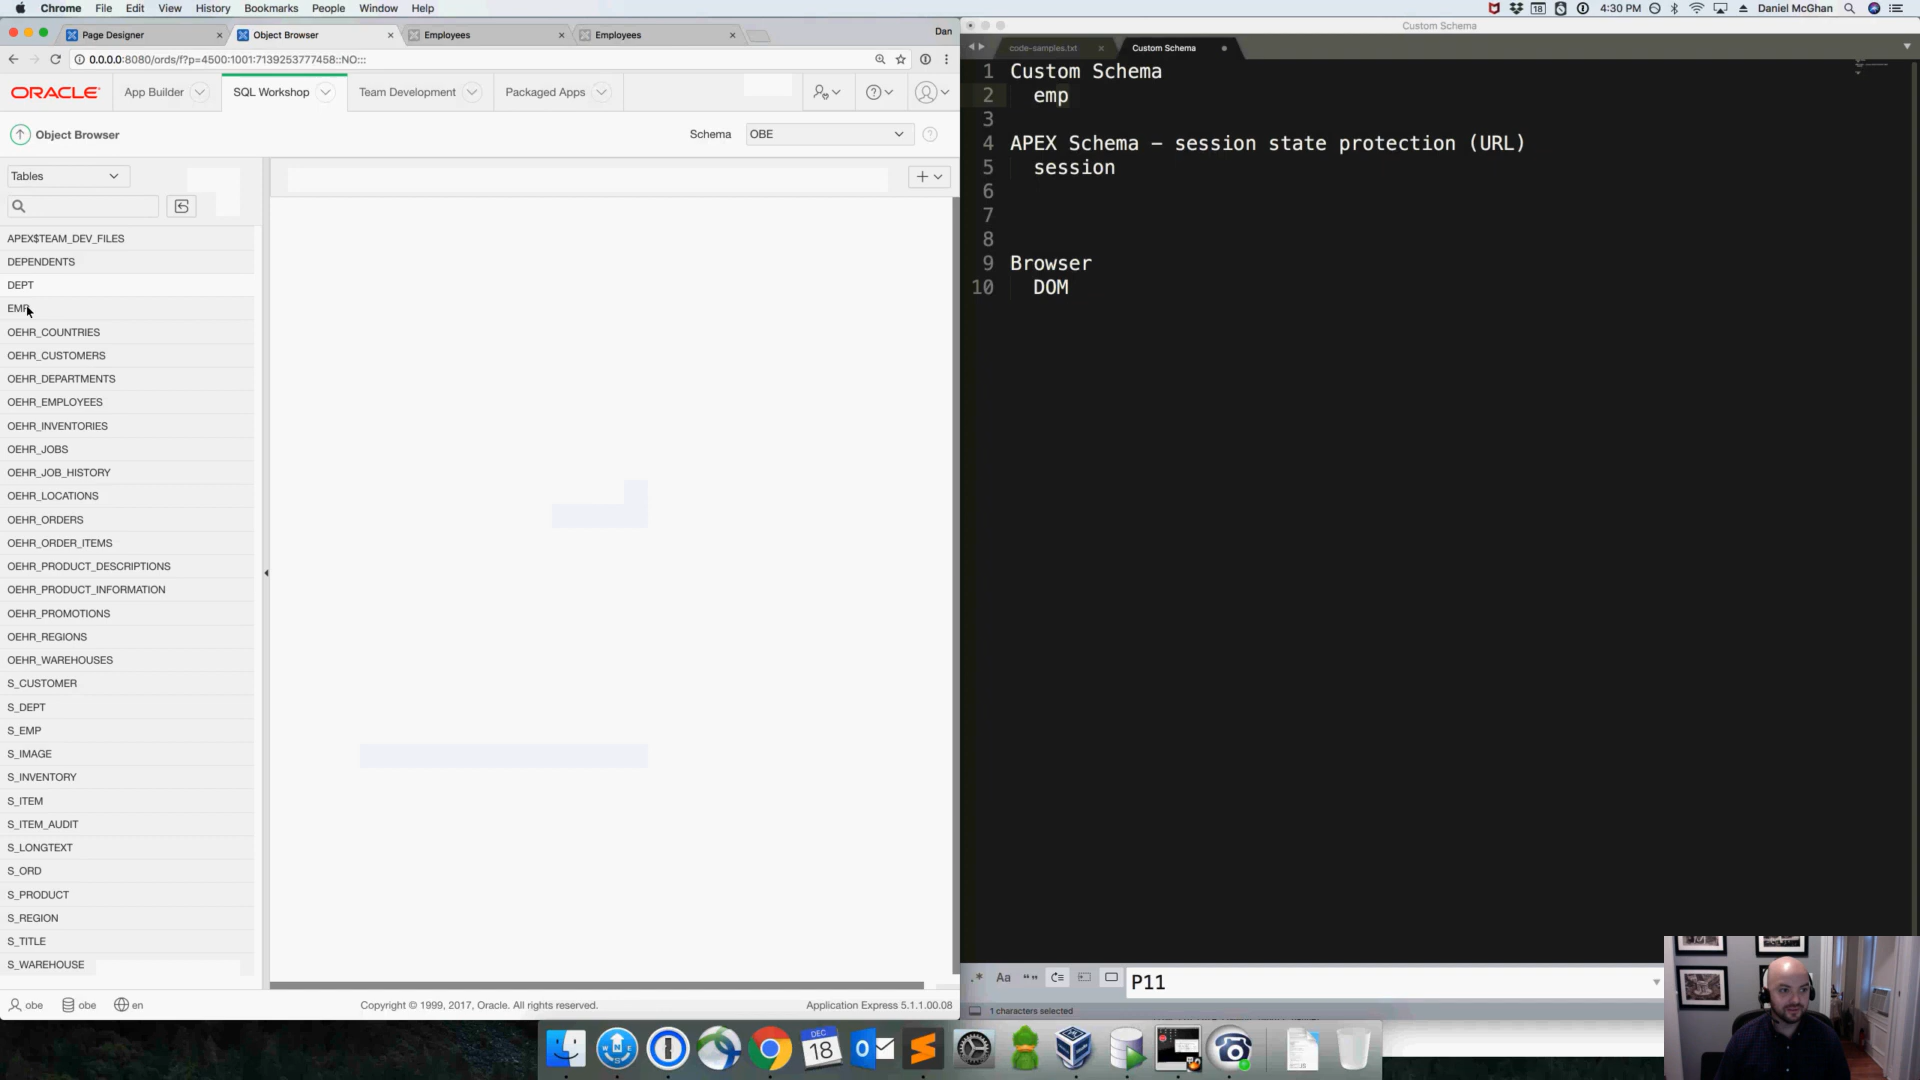 Chrome File Edit View History Bookmarks People Window Help
18 4:30 PM Daniel McGhan
Page Designer × Object Browser × Employees × Employees × Dan
0.0.0.0:8080/ords/f?p=4500:1001:7139253777458::NO:::
ORACLE App Builder SQL Workshop Team Development Packaged Apps
Object Browser Schema OBE
Tables
APEX$TEAM_DEV_FILES
DEPENDENTS
DEPT
EMP
OEHR_COUNTRIES
OEHR_CUSTOMERS
OEHR_DEPARTMENTS
OEHR_EMPLOYEES
OEHR_INVENTORIES
OEHR_JOBS
OEHR_JOB_HISTORY
OEHR_LOCATIONS
OEHR_ORDERS
OEHR_ORDER_ITEMS
OEHR_PRODUCT_DESCRIPTIONS
OEHR_PRODUCT_INFORMATION
OEHR_PROMOTIONS
OEHR_REGIONS
OEHR_WAREHOUSES
S_CUSTOMER
S_DEPT
S_EMP
S_IMAGE
S_INVENTORY
S_ITEM
S_ITEM_AUDIT
S_LONGTEXT
S_ORD
S_PRODUCT
S_REGION
S_TITLE
S_WAREHOUSE
obe obe en Copyright © 1999, 2017, Oracle. All rights reserved. Application Express 5.1.1.00.08
Custom Schema
code-samples.txt × Custom Schema
1 Custom Schema
2 emp
3
4 APEX Schema – session state protection (URL)
5 session
6
7
8
9 Browser
10 DOM
.* Aa “” P11
1 characters selected
DEC
18